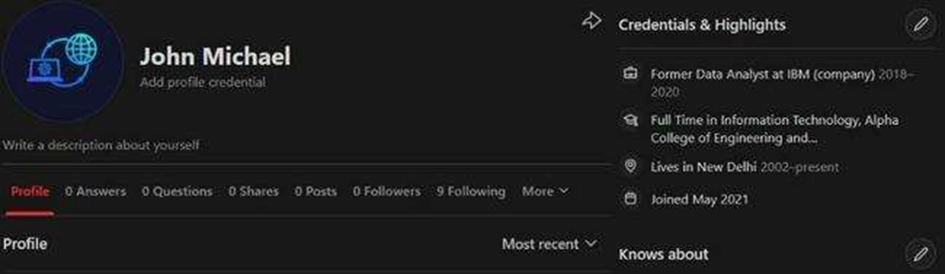 John Michael
Add profile credential
Write a description about yourself
Profile 0 Answers 0 Questions 0 Shares 0 Posts 0 Followers 9 Following More
Profile
Most recent
Credentials & Highlights
Former Data Analyst at IBM (company) 2018–
2020
Full Time in Information Technology, Alpha
College of Engineering and...
Lives in New Delhi 2002–present
Joined May 2021
Knows about